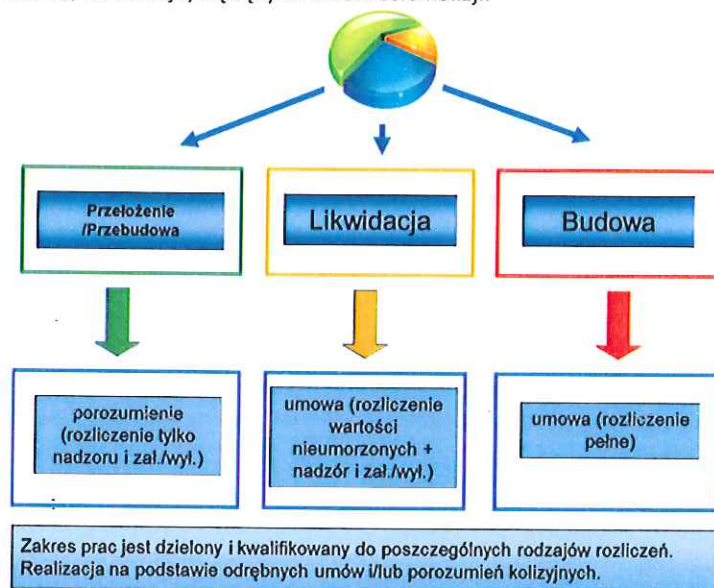 Przełożenie
/Przebudowa
Likwidacja
Budowa
porozumienie
(rozliczenie tylko
nadzoru i zał./wył.)
umowa (rozliczenie
wartości
nieumorzonych +
nadzór i zał./wył.)
umowa (rozliczenie
pełne)
Zakres prac jest dzielony i kwalifikowany do poszczególnych rodzajów rozliczeń.
Realizacja na podstawie odrębnych umów i/lub porozumień kolizyjnych.